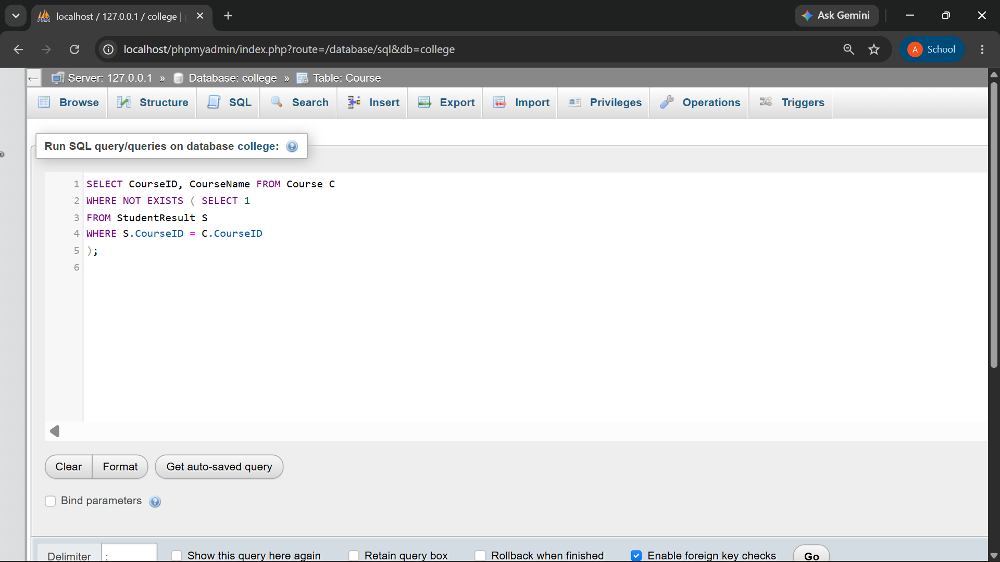 localhost / 127.0.0.1 / college |
Ask Gemini
localhost/phpmyadmin/index.php?route=/database/sql&db=college
A School
Server: 127.0.0.1 » Database: college » Table: Course
Browse Structure SQL Search Insert Export Import Privileges Operations Triggers
Run SQL query/queries on database college:
1 SELECT CourseID, CourseName FROM Course C
2 WHERE NOT EXISTS ( SELECT 1
3 FROM StudentResult S
4 WHERE S.CourseID = C.CourseID
5 );
6
Clear Format Get auto-saved query
Bind parameters
Delimiter ; Show this query here again Retain query box Rollback when finished Enable foreign key checks Go